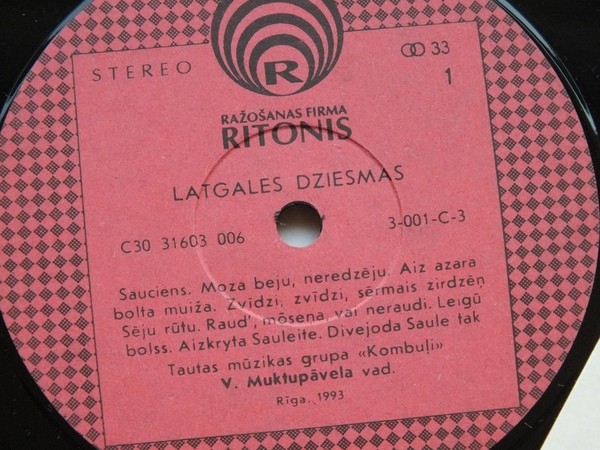 STEREO
R
33
1
RAŽOŠANAS FIRMA
RITONIS
LATGALES DZIESMAS
C30 31603 006
3-001-C-3
Sauciens. Moza beju, neredzēju. Aiz azara
bolta muiža. Zvīdzi, zvīdzi, sērmais zirdzēņ
Sēju rūtu. Raud', mōseņa, vai neraudi. Leigū
bolss. Aizkryta Sauleite. Divejoda Saule tak
Tautas mūzikas grupa «Kombuļi»
V. Muktupāvela vad.
Rīga, 1993